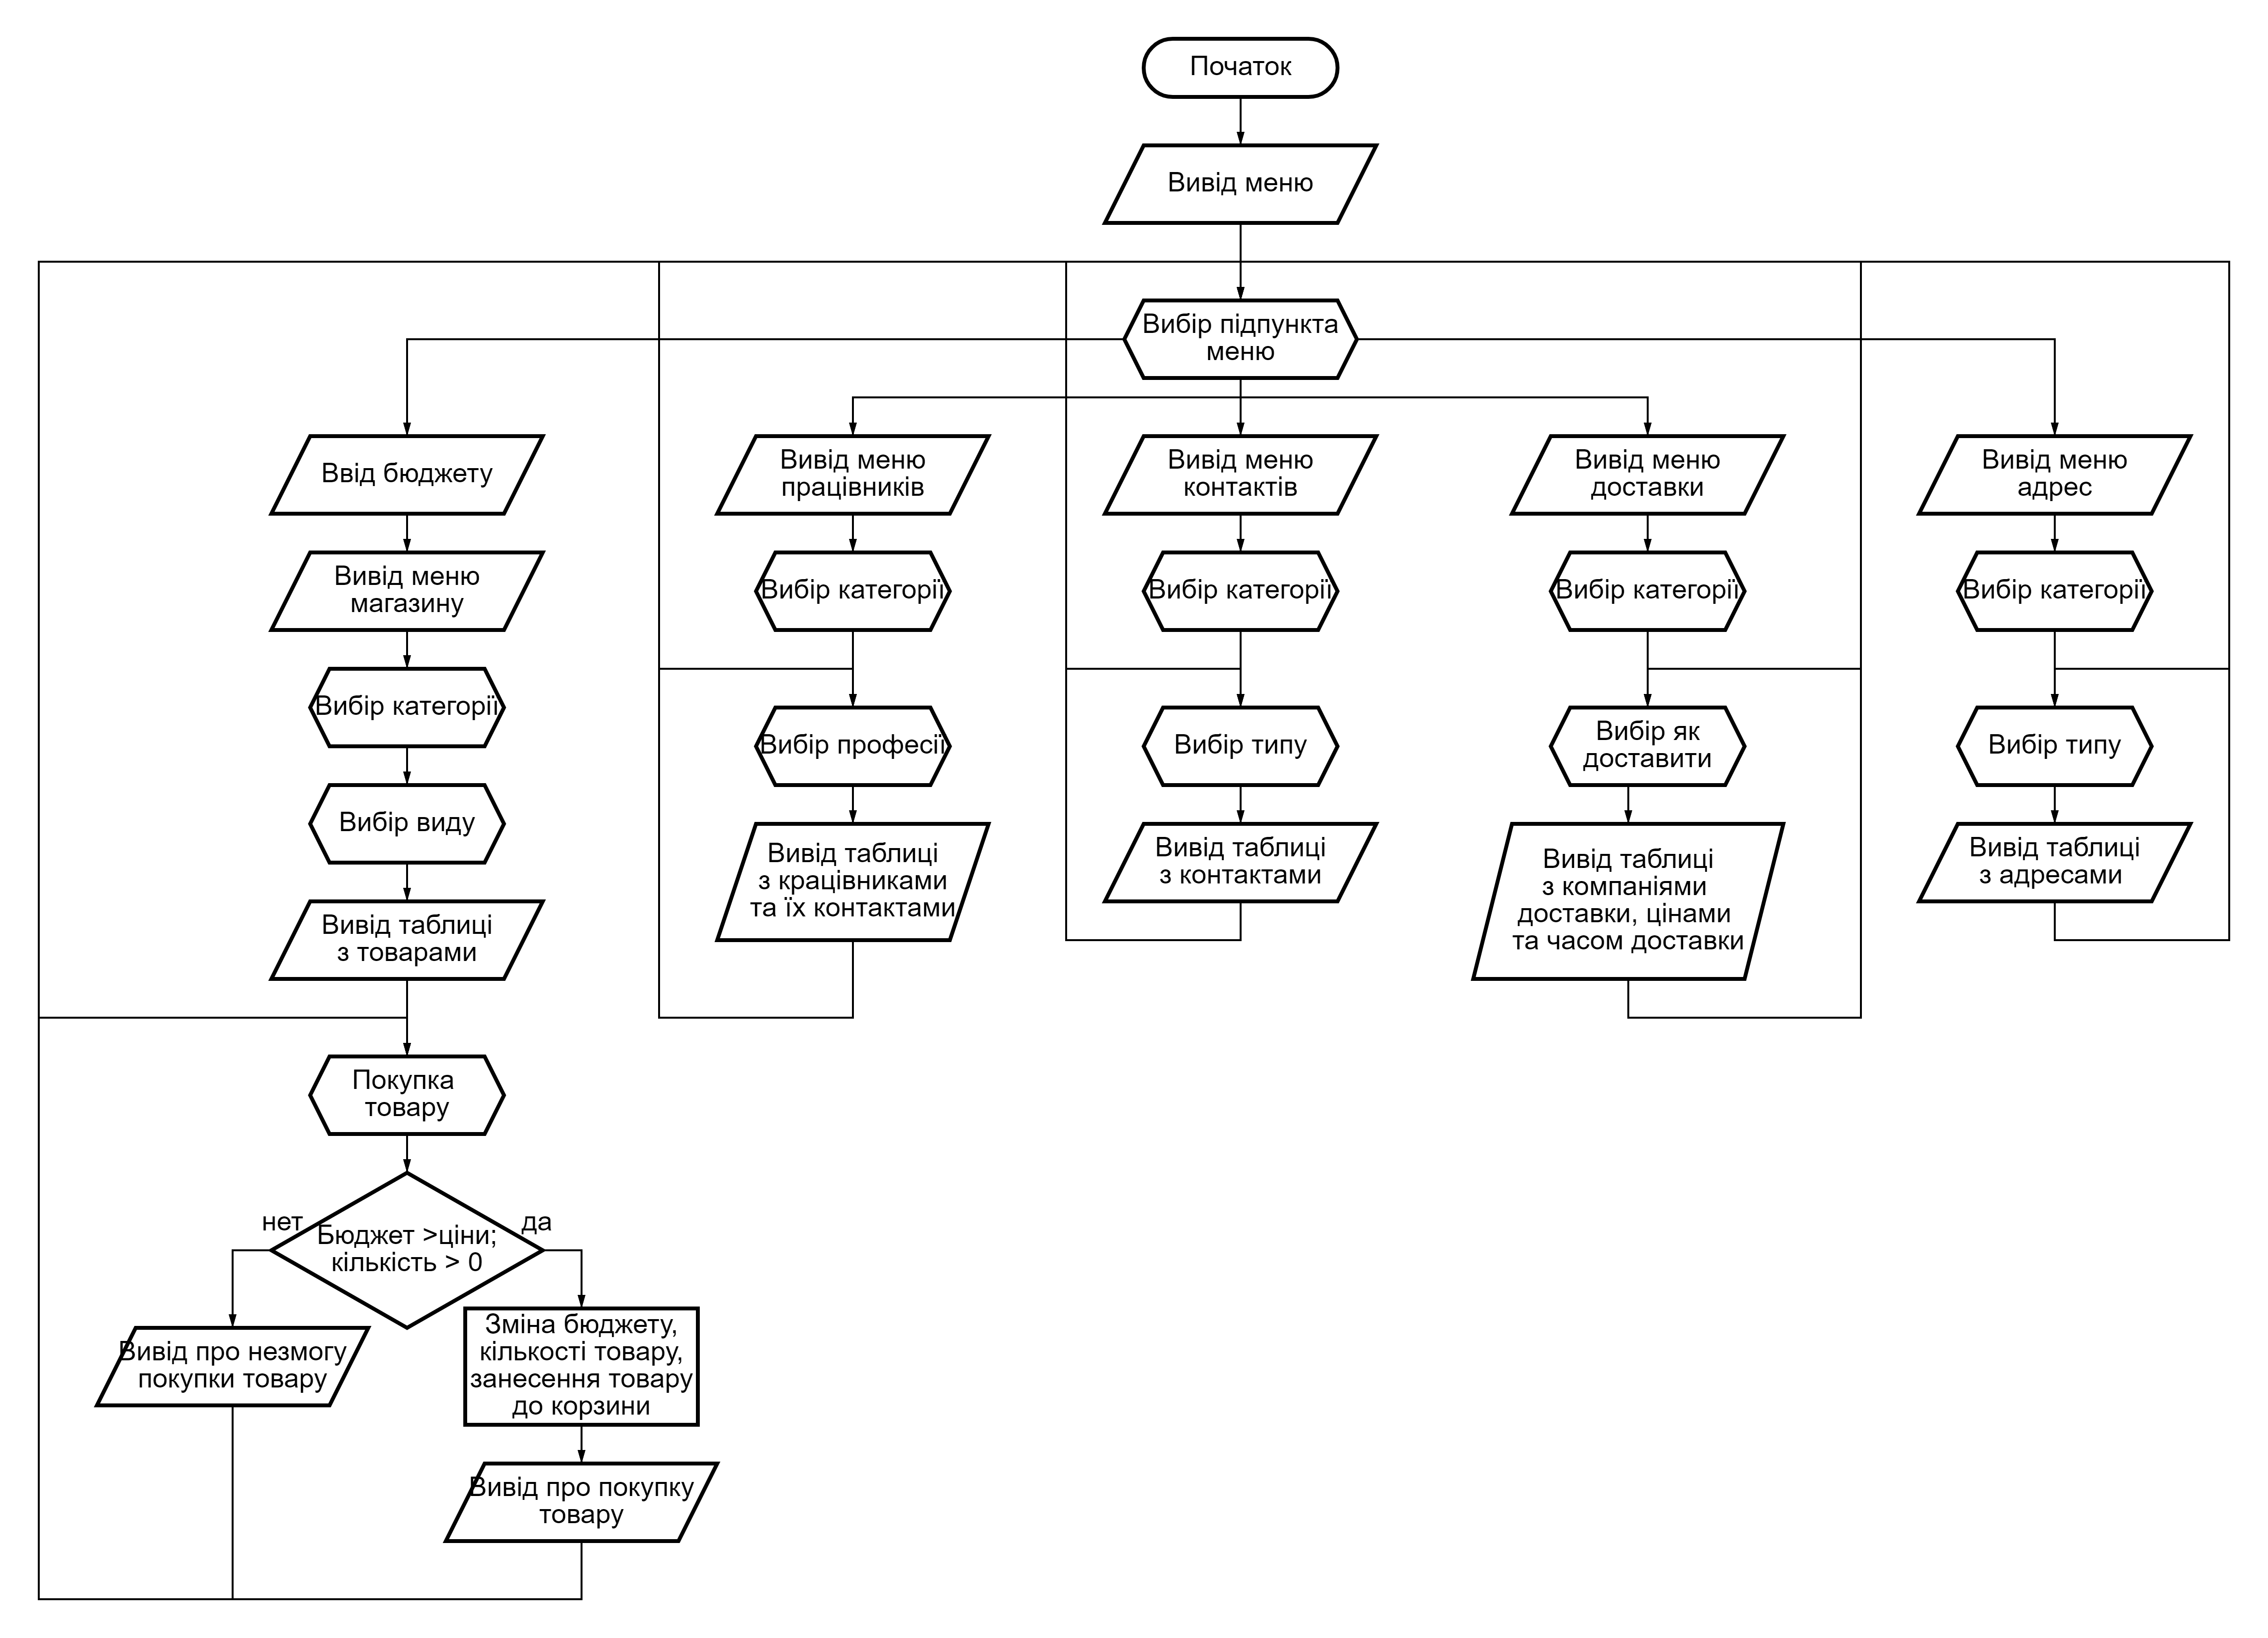 Початок
Вивід меню
Вибір підпункта
меню
Ввід бюджету
Вивід меню
магазину
Вибір категорії
Вибір виду
Вивід таблиці
з товарами
Покупка
товару
нет
да
Бюджет >ціни;
кількість > 0
Вивід про незмогу
покупки товару
Зміна бюджету,
кількості товару,
занесення товару
до корзини
Вивід про покупку
товару
Вивід меню
працівників
Вибір категорії
Вибір професії
Вивід таблиці
з крацівниками
та їх контактами
Вивід меню
контактів
Вибір категорії
Вибір типу
Вивід таблиці
з контактами
Вивід меню
доставки
Вибір категорії
Вибір як
доставити
Вивід таблиці
з компаніями
доставки, цінами
та часом доставки
Вивід меню
адрес
Вибір категорії
Вибір типу
Вивід таблиці
з адресами